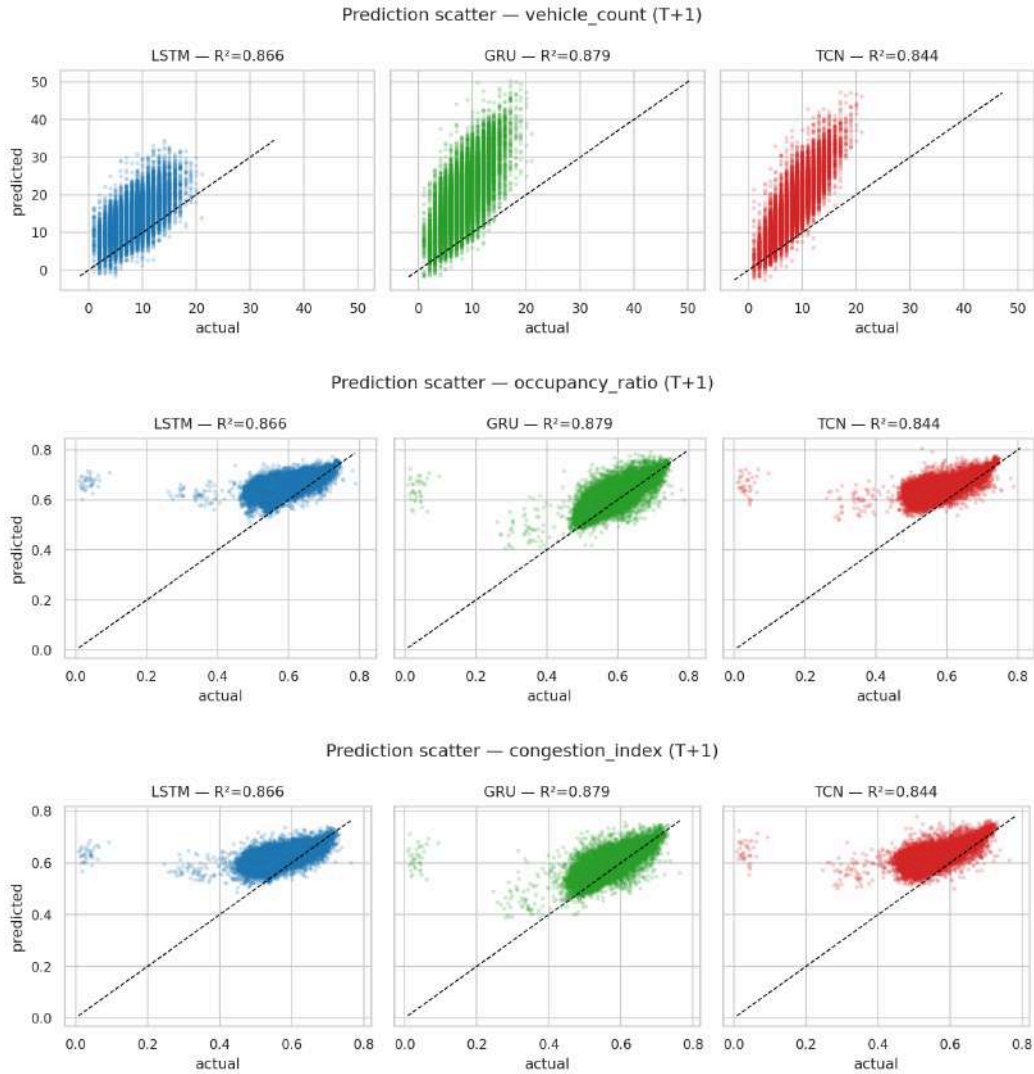 Prediction scatter — vehicle_count (T+1)
LSTM — R²=0.866 GRU — R²=0.879 TCN — R²=0.844
50
40
30
20
10
0
predicted
0 10 20 30 40 50 0 10 20 30 40 50 0 10 20 30 40 50
actual actual actual
Prediction scatter — occupancy_ratio (T+1)
LSTM — R²=0.866 GRU — R²=0.879 TCN — R²=0.844
0.8
0.6
0.4
0.2
0.0
predicted
0.0 0.2 0.4 0.6 0.8 0.0 0.2 0.4 0.6 0.8 0.0 0.2 0.4 0.6 0.8
actual actual actual
Prediction scatter — congestion_index (T+1)
LSTM — R²=0.866 GRU — R²=0.879 TCN — R²=0.844
0.8
0.6
0.4
0.2
0.0
predicted
0.0 0.2 0.4 0.6 0.8 0.0 0.2 0.4 0.6 0.8 0.0 0.2 0.4 0.6 0.8
actual actual actual